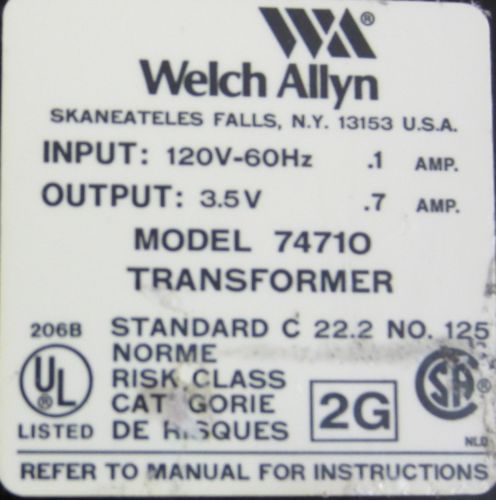 WA®
Welch Allyn
SKANEATELES FALLS, N.Y. 13153 U.S.A.
INPUT: 120V-60Hz .1 AMP.
OUTPUT: 3.5V .7 AMP.
MODEL 74710
TRANSFORMER
206B STANDARD C 22.2 NO. 125
NORME
UL® RISK CLASS 2G SA
CAT GORIE
LISTED DE R SQUES NLD
REFER TO MANUAL FOR INSTRUCTIONS